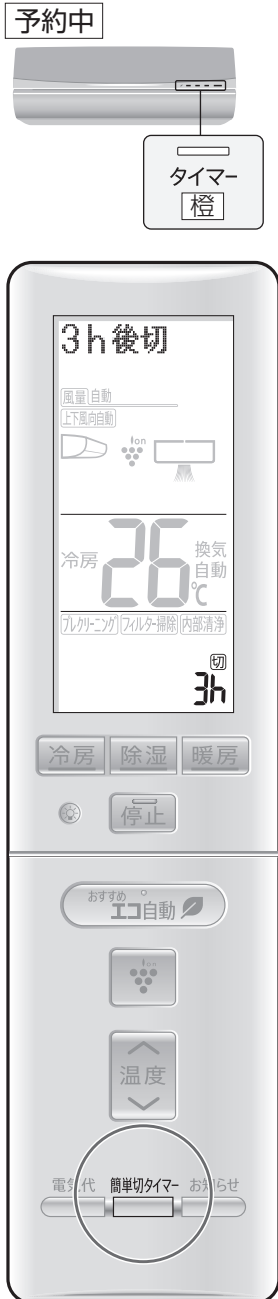 予約中
タイマー
橙
3h後切
風量 自動
上下風向自動
Ion
冷房 26℃ 換気自動
プレクリーニング フィルター掃除 内部清浄
切
3h
冷房 除湿 暖房
停止
おすすめ
エコ自動
Ion
温度
電気代 簡単切タイマー お知らせ